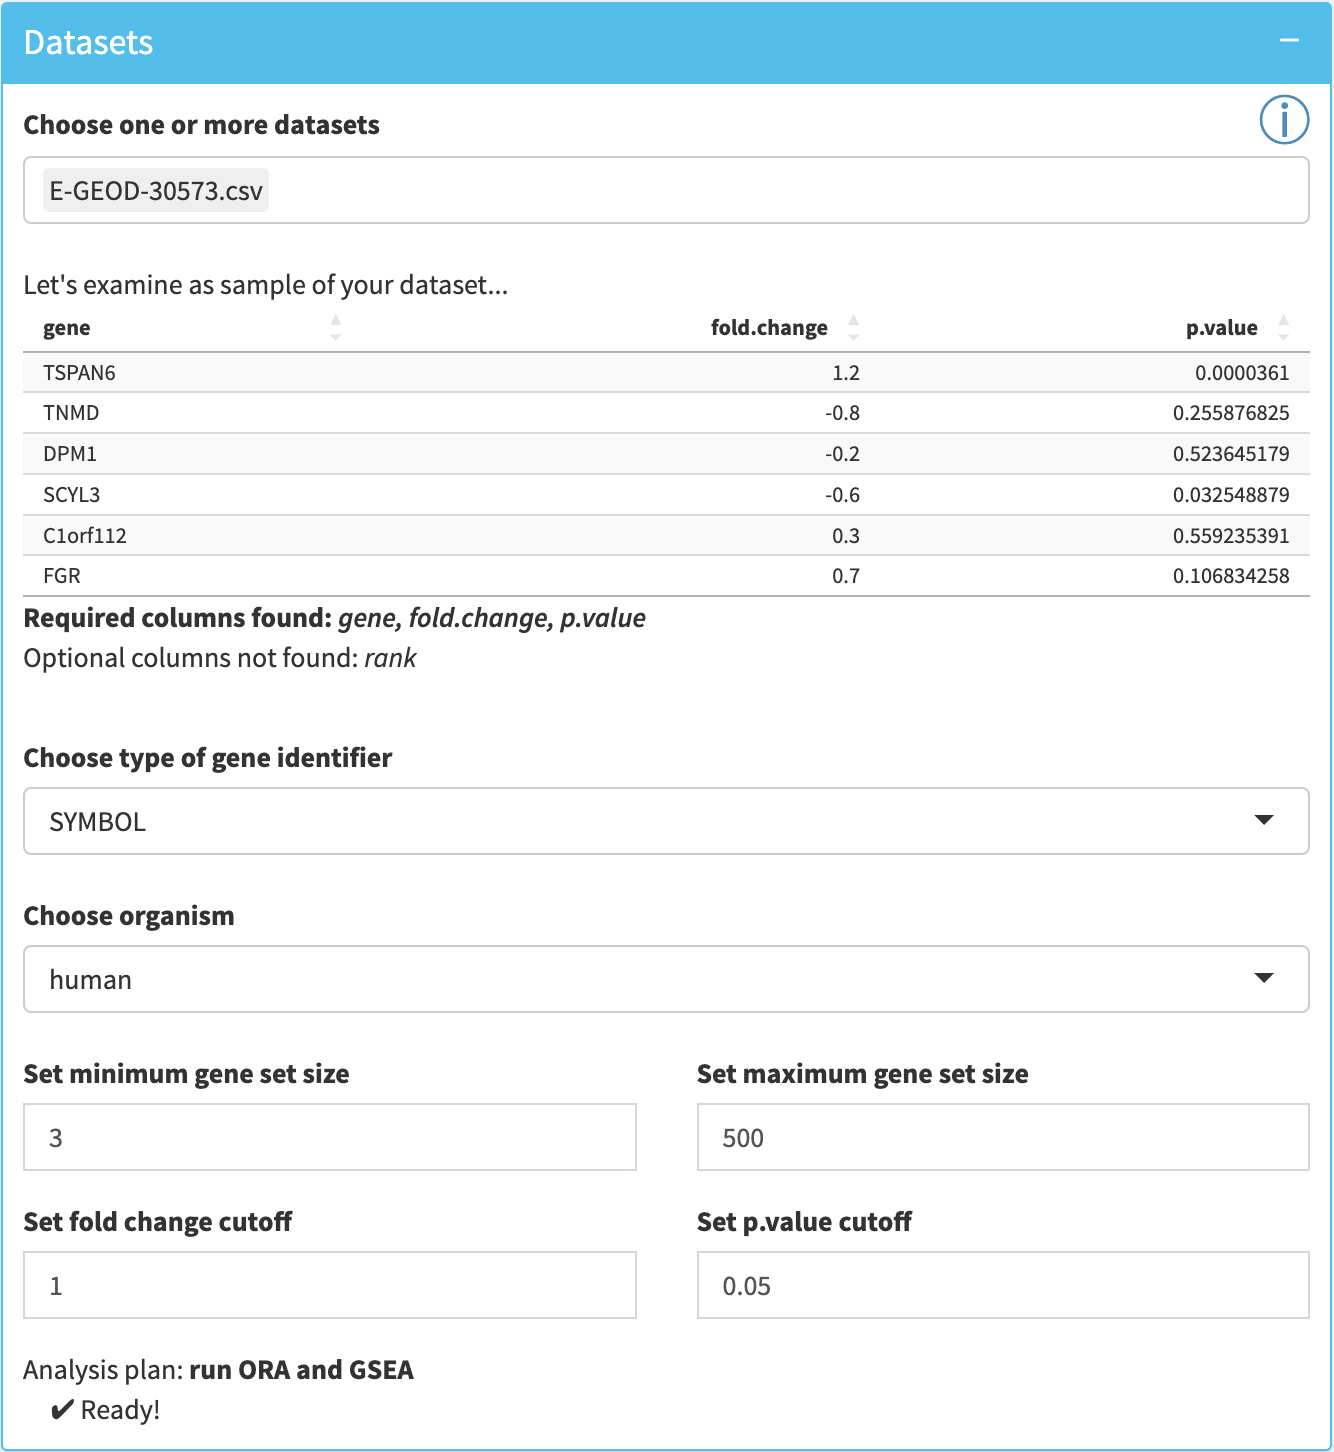 Datasets
Choose one or more datasets
E-GEOD-30573.csv
Let's examine as sample of your dataset...
gene fold.change p.value
TSPAN6 1.2 0.0000361
TNMD -0.8 0.255876825
DPM1 -0.2 0.523645179
SCYL3 -0.6 0.032548879
C1orf112 0.3 0.559235391
FGR 0.7 0.106834258
Required columns found: gene, fold.change, p.value
Optional columns not found: rank
Choose type of gene identifier
SYMBOL
Choose organism
human
Set minimum gene set size Set maximum gene set size
3 500
Set fold change cutoff Set p.value cutoff
1 0.05
Analysis plan: run ORA and GSEA
✔ Ready!